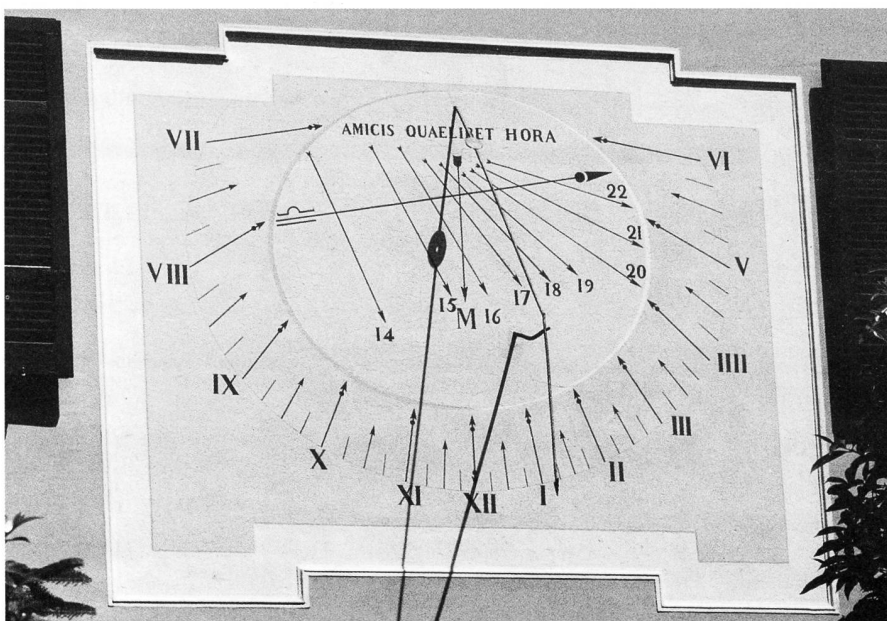 AMICIS QUAELIBET HORA
VII
VI
22
21
VIII
V
20
19
18
17
16
M
15
14
IX
IIII
III
X
II
XI
XII
I